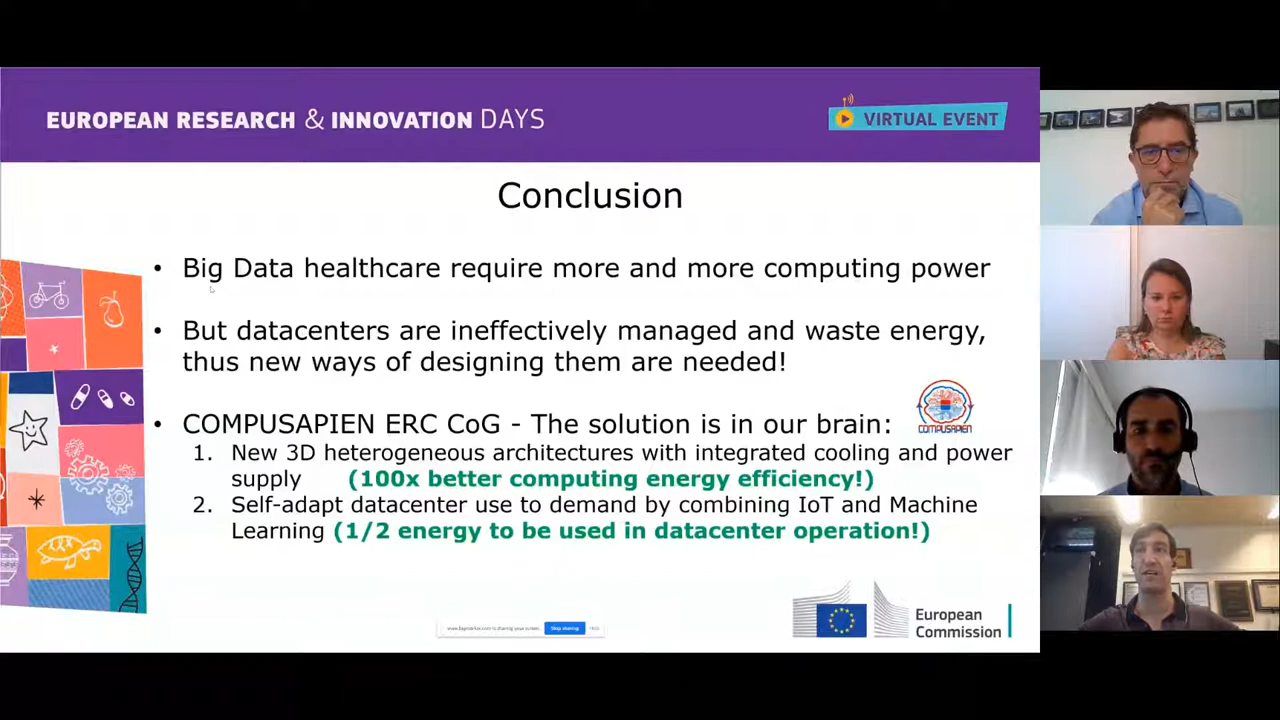 EUROPEAN RESEARCH & INNOVATION DAYS
VIRTUAL EVENT
Conclusion
• Big Data healthcare require more and more computing power
• But datacenters are ineffectively managed and waste energy,
thus new ways of designing them are needed!
• COMPUSAPIEN ERC CoG - The solution is in our brain:
COMPUSAPIEN
1. New 3D heterogeneous architectures with integrated cooling and power
supply (100x better computing energy efficiency!)
2. Self-adapt datacenter use to demand by combining IoT and Machine
Learning (1/2 energy to be used in datacenter operation!)
is sharing your screen.
Stop sharing
Hide
European
Commission